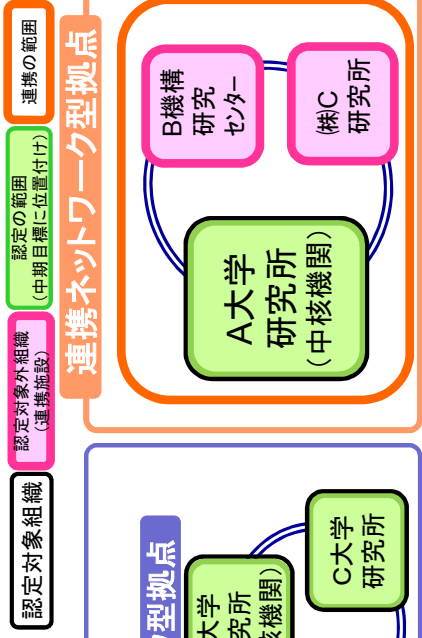 認定対象組織
認定対象外組織
(連携施設)
認定の範囲
(中期目標に位置付け)
連携の範囲
型拠点
大学
究所
機関)
C大学
研究所
連携ネットワーク型拠点
A大学
研究所
(中核機関)
B機構
研究
センター
㈱C
研究所